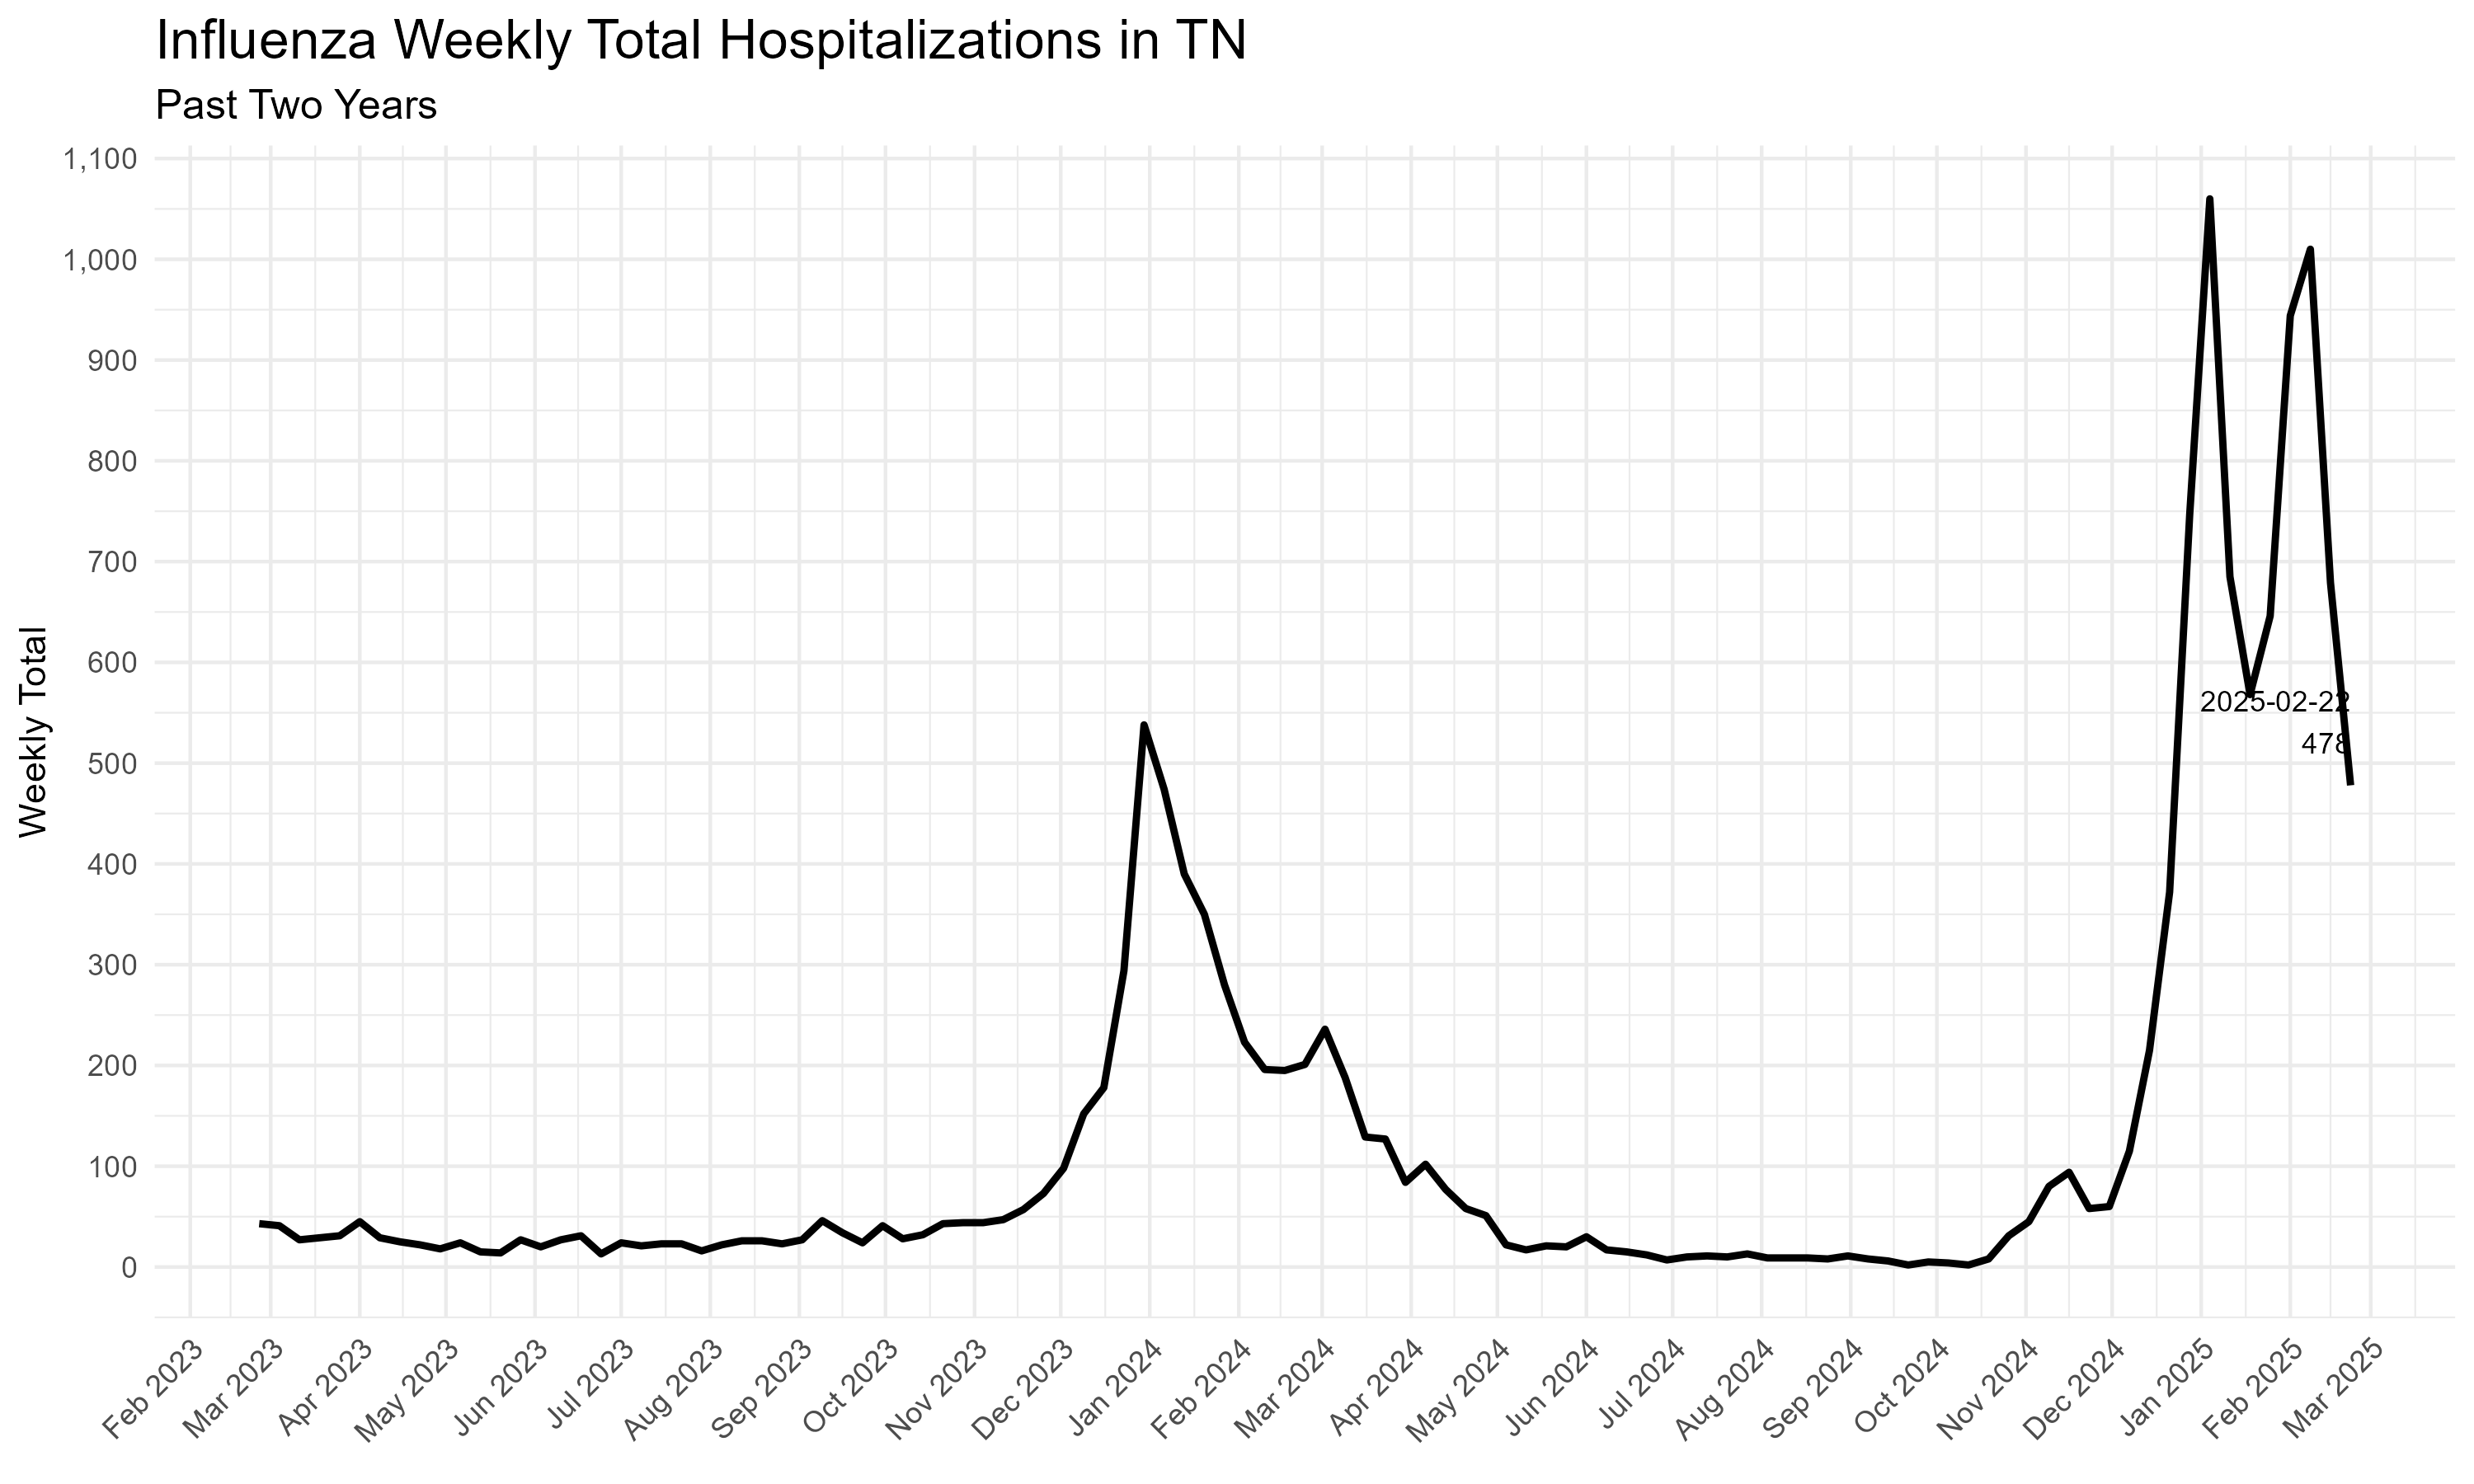 Influenza Weekly Total Hospitalizations in TN
Past Two Years
1,100
1,000
900
800
700
600
500
400
300
200
100
0
Weekly Total
2025-02-22
478
Feb 2023
Mar 2023
Apr 2023
May 2023
Jun 2023
Jul 2023
Aug 2023
Sep 2023
Oct 2023
Nov 2023
Dec 2023
Jan 2024
Feb 2024
Mar 2024
Apr 2024
May 2024
Jun 2024
Jul 2024
Aug 2024
Sep 2024
Oct 2024
Nov 2024
Dec 2024
Jan 2025
Feb 2025
Mar 2025